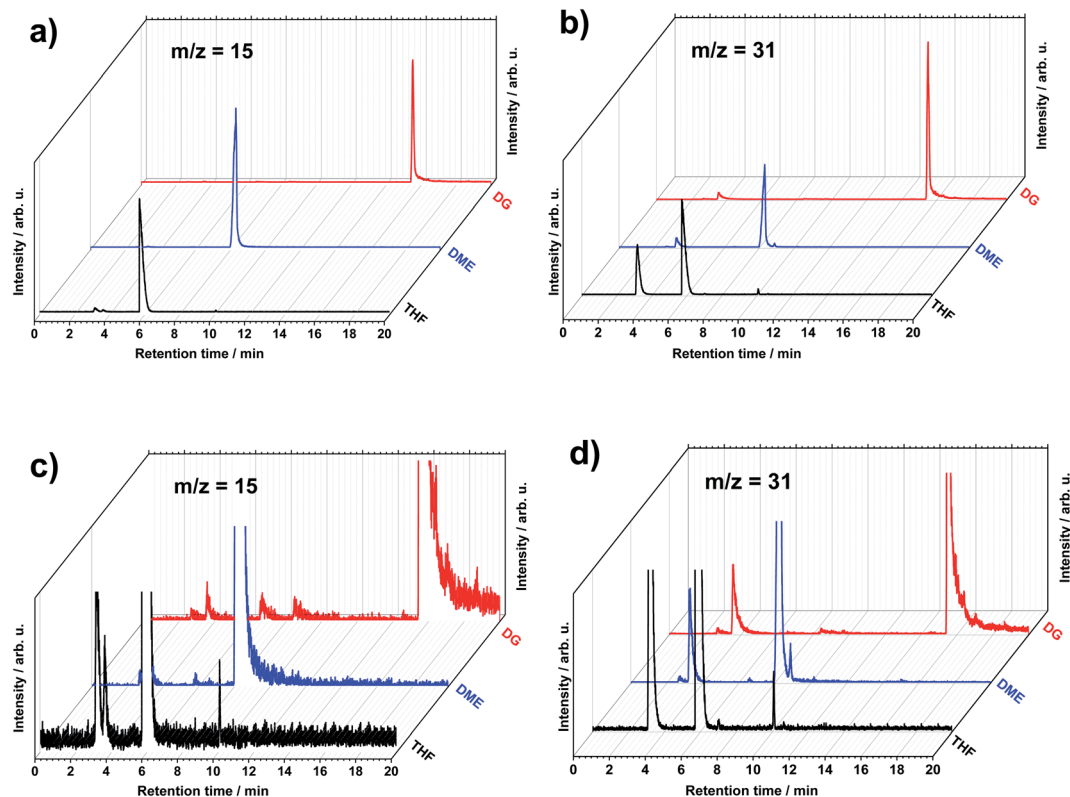 a)
m/z = 15
Intensity / arb. u.
Intensity / arb. u.
DG
DME
THF
0 2 4 6 8 10 12 14 16 18 20
Retention time / min
b)
m/z = 31
Intensity / arb. u.
Intensity / arb. u.
DG
DME
THF
0 2 4 6 8 10 12 14 16 18 20
Retention time / min
c)
m/z = 15
Intensity / arb. u.
Intensity / arb. u.
DG
DME
THF
0 2 4 6 8 10 12 14 16 18 20
Retention time / min
d)
m/z = 31
Intensity / arb. u.
Intensity / arb. u.
DG
DME
THF
0 2 4 6 8 10 12 14 16 18 20
Retention time / min